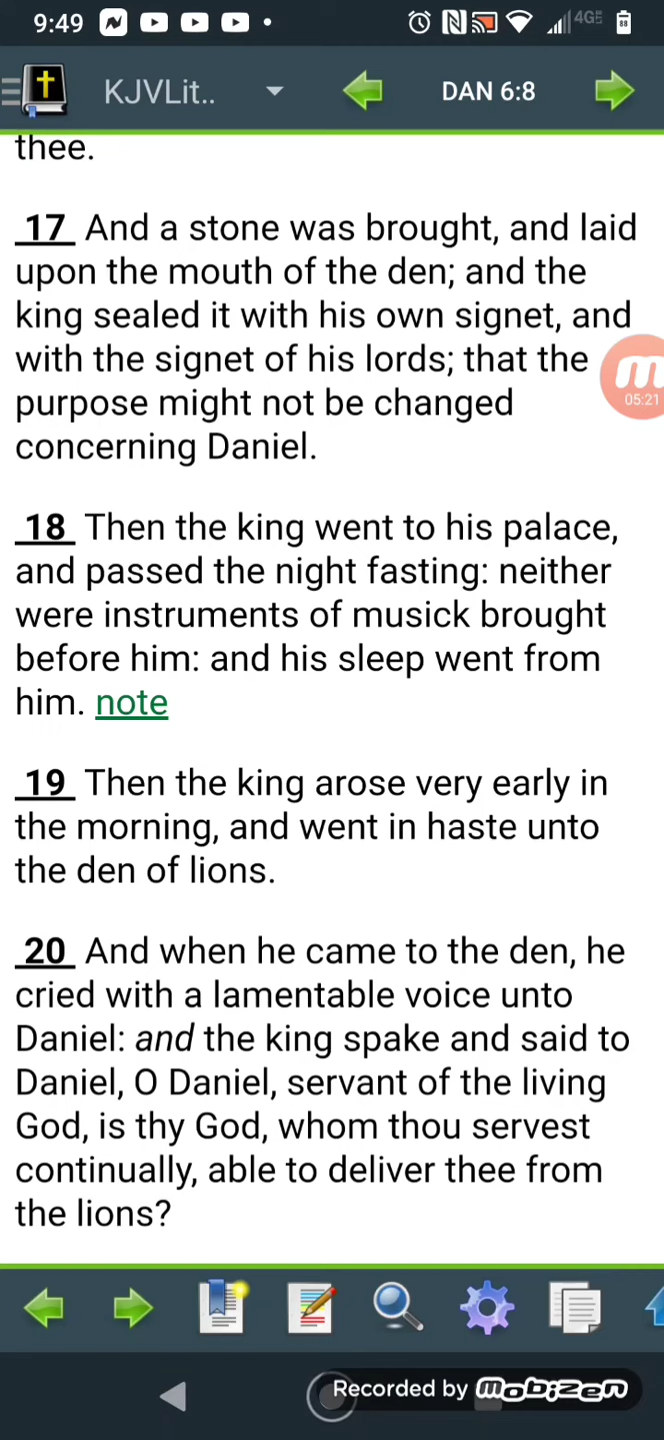 9:49 4GE 88
KJVLit.. DAN 6:8
thee.
17 And a stone was brought, and laid
upon the mouth of the den; and the
king sealed it with his own signet, and
with the signet of his lords; that the
purpose might not be changed
concerning Daniel.
05:21
18 Then the king went to his palace,
and passed the night fasting: neither
were instruments of musick brought
before him: and his sleep went from
him. note
19 Then the king arose very early in
the morning, and went in haste unto
the den of lions.
20 And when he came to the den, he
cried with a lamentable voice unto
Daniel: and the king spake and said to
Daniel, O Daniel, servant of the living
God, is thy God, whom thou servest
continually, able to deliver thee from
the lions?
Recorded by mobizen